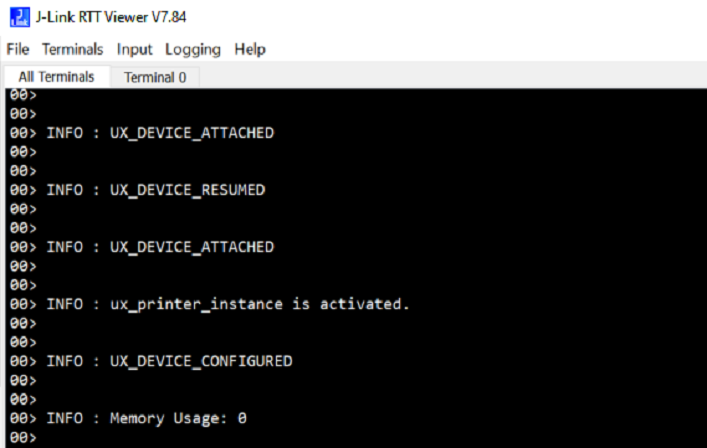 J-Link RTT Viewer V7.84
File Terminals Input Logging Help
All Terminals Terminal 0
00>
00>
00> INFO : UX_DEVICE_ATTACHED
00>
00>
00> INFO : UX_DEVICE_RESUMED
00>
00>
00> INFO : UX_DEVICE_ATTACHED
00>
00>
00> INFO : ux_printer_instance is activated.
00>
00>
00> INFO : UX_DEVICE_CONFIGURED
00>
00>
00> INFO : Memory Usage: 0
00>